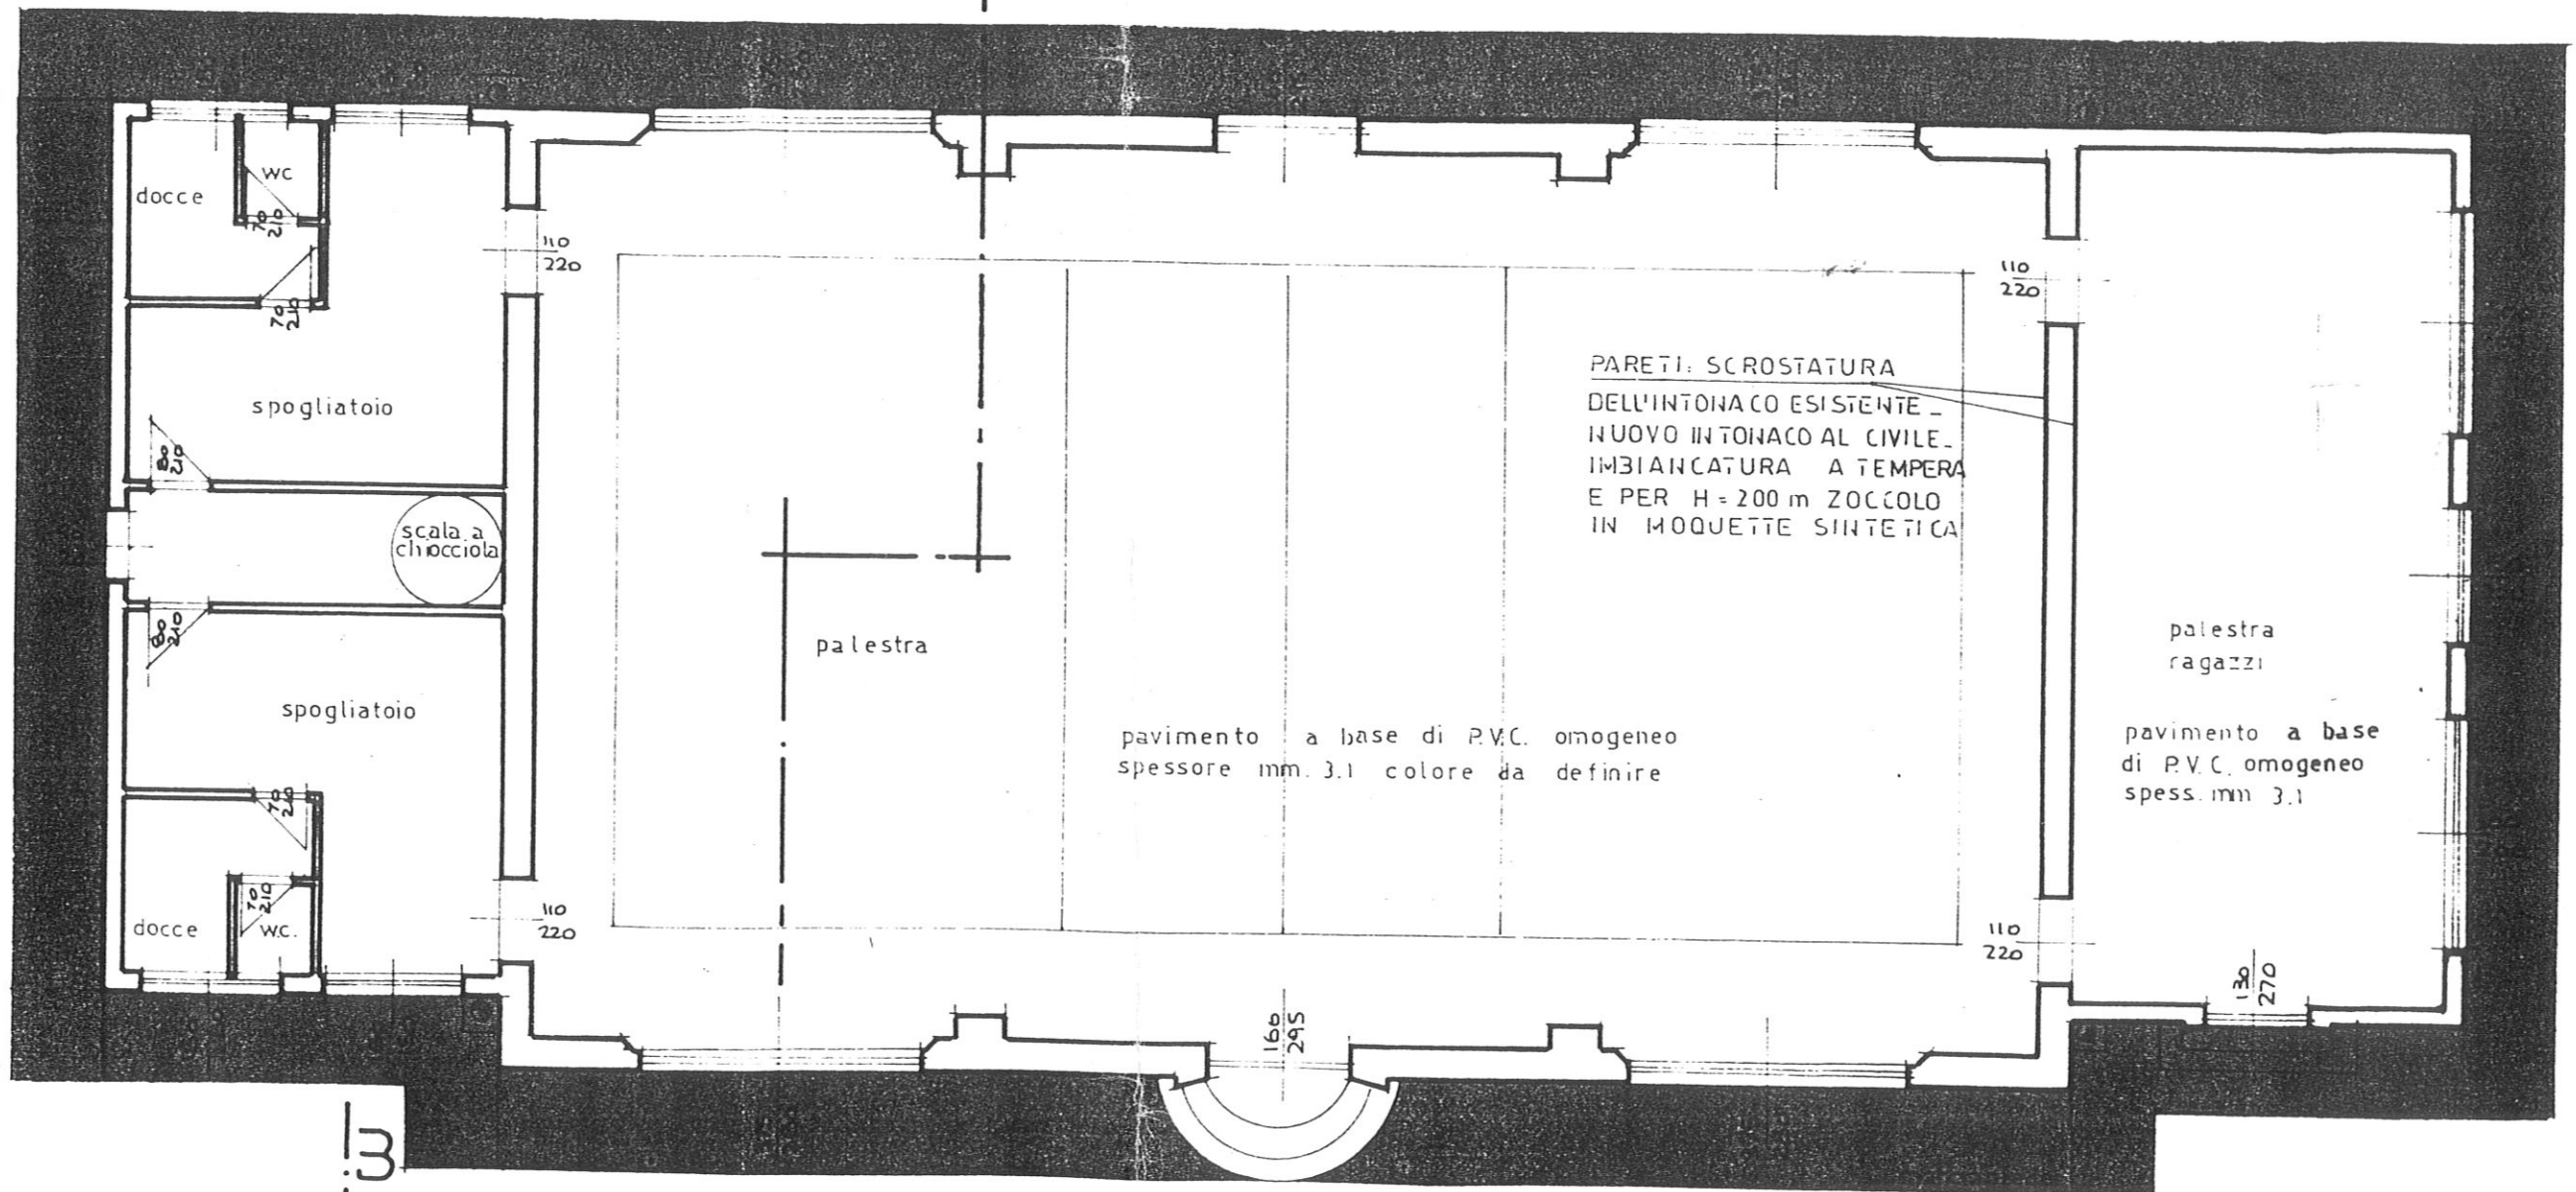 docce
wc
70
210
70
210
spogliatoio
80
210
scala a
chiocciola
80
210
spogliatoio
70
210
70
210
docce
w.c.
110
220
110
220
palestra
pavimento a base di P.V.C. omogeneo
spessore mm. 3.1 colore da definire
PARETI: SCROSTATURA
DELL'INTONACO ESISTENTE_
NUOVO INTONACO AL CIVILE_
IMBIANCATURA A TEMPERA
E PER H = 200 m ZOCCOLO
IN MOQUETTE SINTETICA
110
220
110
220
160
295
palestra
ragazzi
pavimento a base
di P.V.C. omogeneo
spess. mm 3.1
130
270